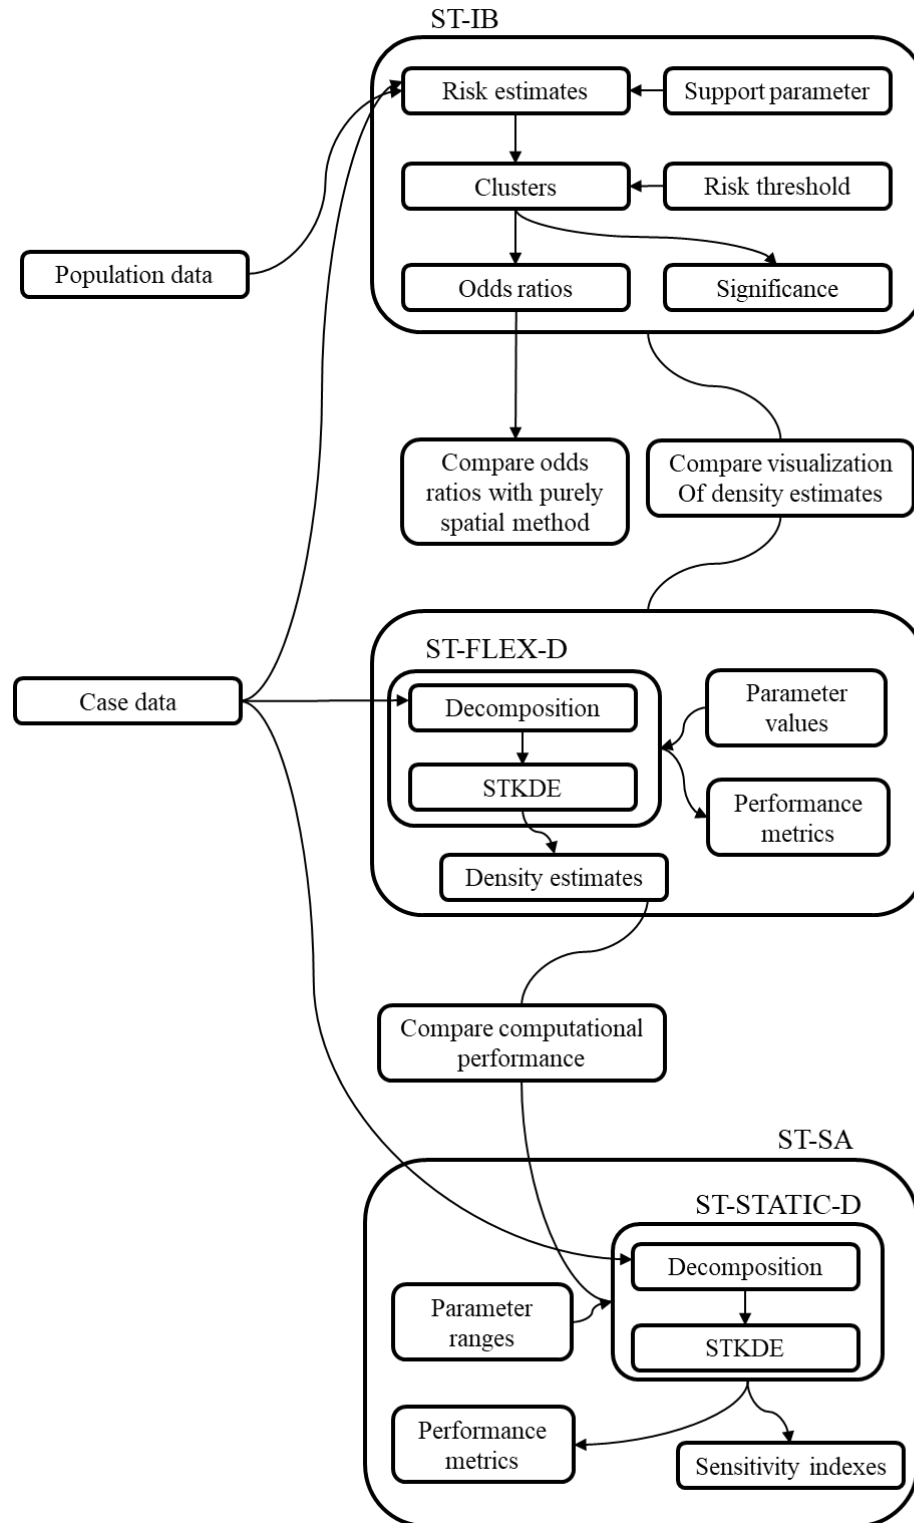 ST-IB
Risk estimates
Support parameter
Clusters
Risk threshold
Population data
Odds ratios
Significance
Compare odds
ratios with purely
spatial method
Compare visualization
Of density estimates
ST-FLEX-D
Case data
Decomposition
Parameter
values
STKDE
Performance
metrics
Density estimates
Compare computational
performance
ST-SA
ST-STATIC-D
Decomposition
Parameter
ranges
STKDE
Performance
metrics
Sensitivity indexes